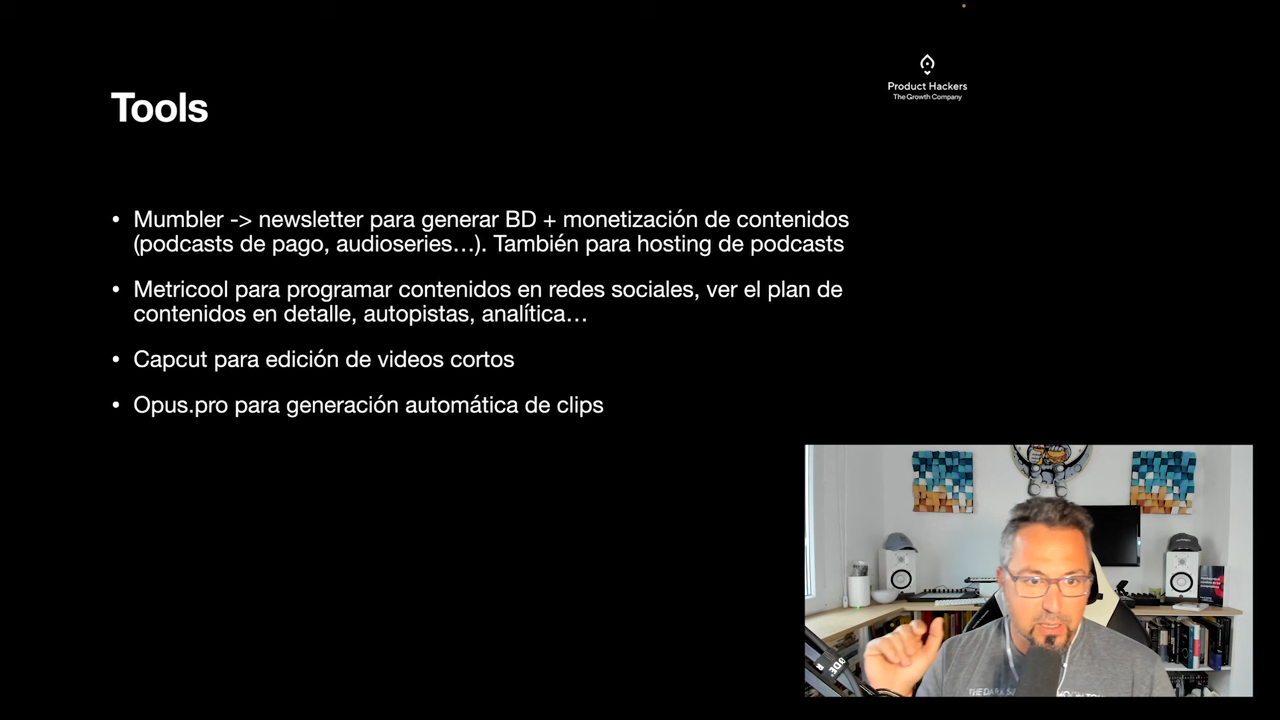 Product Hackers
The Growth Company
Tools
• Mumbler -> newsletter para generar BD + monetización de contenidos
(podcasts de pago, audioseries…). También para hosting de podcasts
• Metricool para programar contenidos en redes sociales, ver el plan de
contenidos en detalle, autopistas, analítica…
• Capcut para edición de videos cortos
• Opus.pro para generación automática de clips